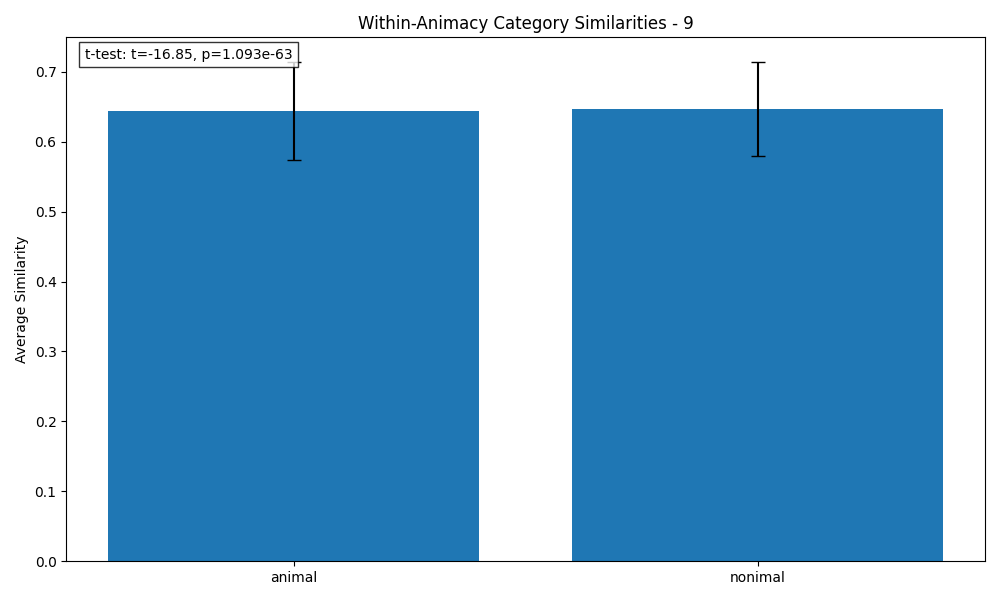 Within-Animacy Category Similarities - 9
t-test: t=-16.85, p=1.093e-63
Average Similarity
0.7
0.6
0.5
0.4
0.3
0.2
0.1
0.0
animal
nonimal